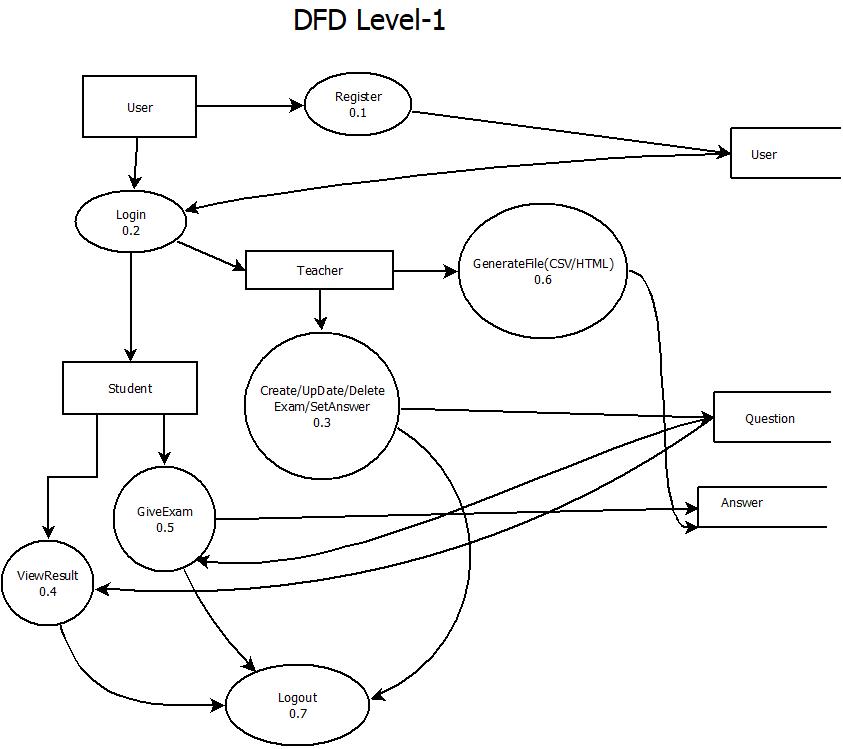 DFD Level-1
User
Register
0.1
User
Login
0.2
Teacher
GenerateFile(CSV/HTML)
0.6
Student
Create/UpDate/Delete
Exam/SetAnswer
0.3
Question
GiveExam
0.5
Answer
ViewResult
0.4
Logout
0.7